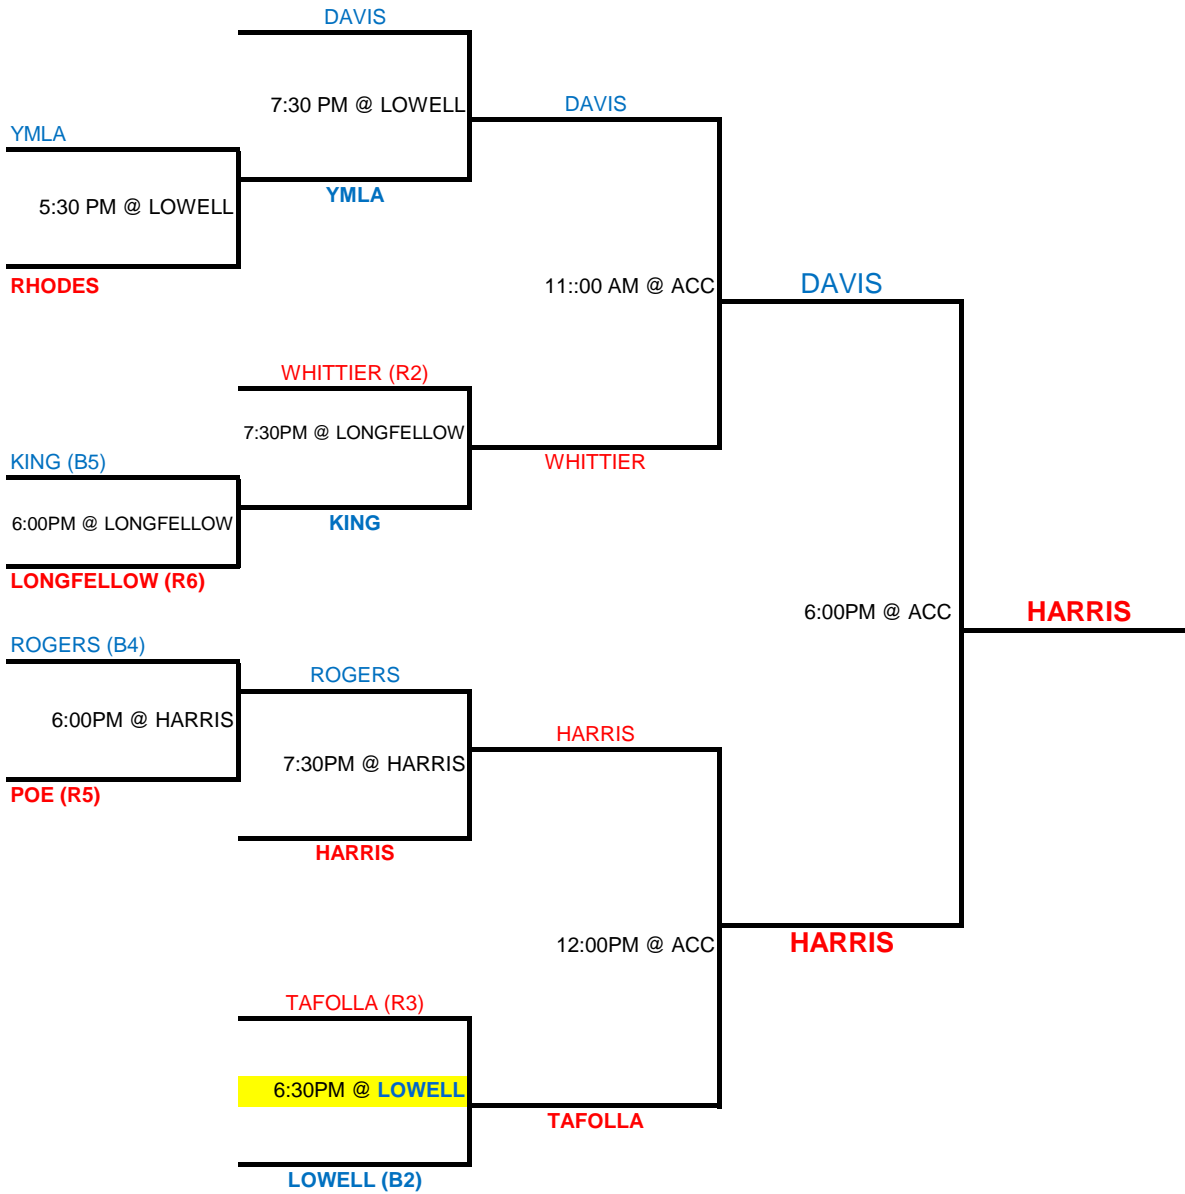 DAVIS
7:30 PM @ LOWELL
DAVIS
YMLA
YMLA
5:30 PM @ LOWELL
RHODES
11::00 AM @ ACC
DAVIS
WHITTIER (R2)
7:30PM @ LONGFELLOW
KING (B5)
WHITTIER
6:00PM @ LONGFELLOW
KING
LONGFELLOW (R6)
6:00PM @ ACC
HARRIS
ROGERS (B4)
ROGERS
6:00PM @ HARRIS
HARRIS
7:30PM @ HARRIS
POE (R5)
HARRIS
12:00PM @ ACC
HARRIS
TAFOLLA (R3)
6:30PM @ LOWELL
TAFOLLA
LOWELL (B2)